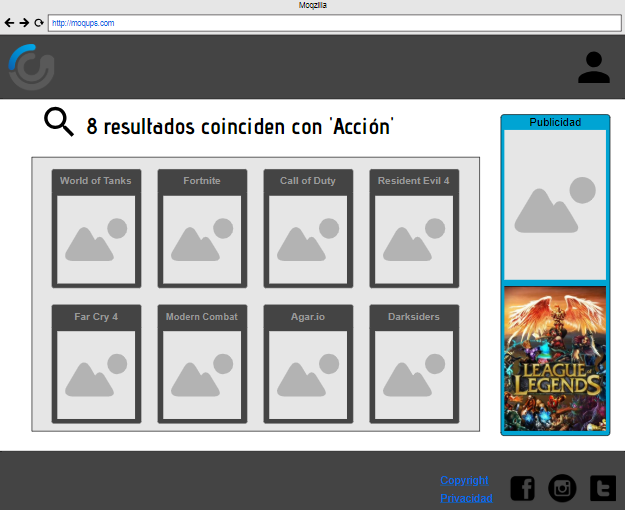 Moqzilla
http://moqups.com
8 resultados coinciden con 'Acción'
Publicidad
World of Tanks
Fortnite
Call of Duty
Resident Evil 4
Far Cry 4
Modern Combat
Agar.io
Darksiders
LEAGUE
OF
LEGENDS
Copyright
Privacidad